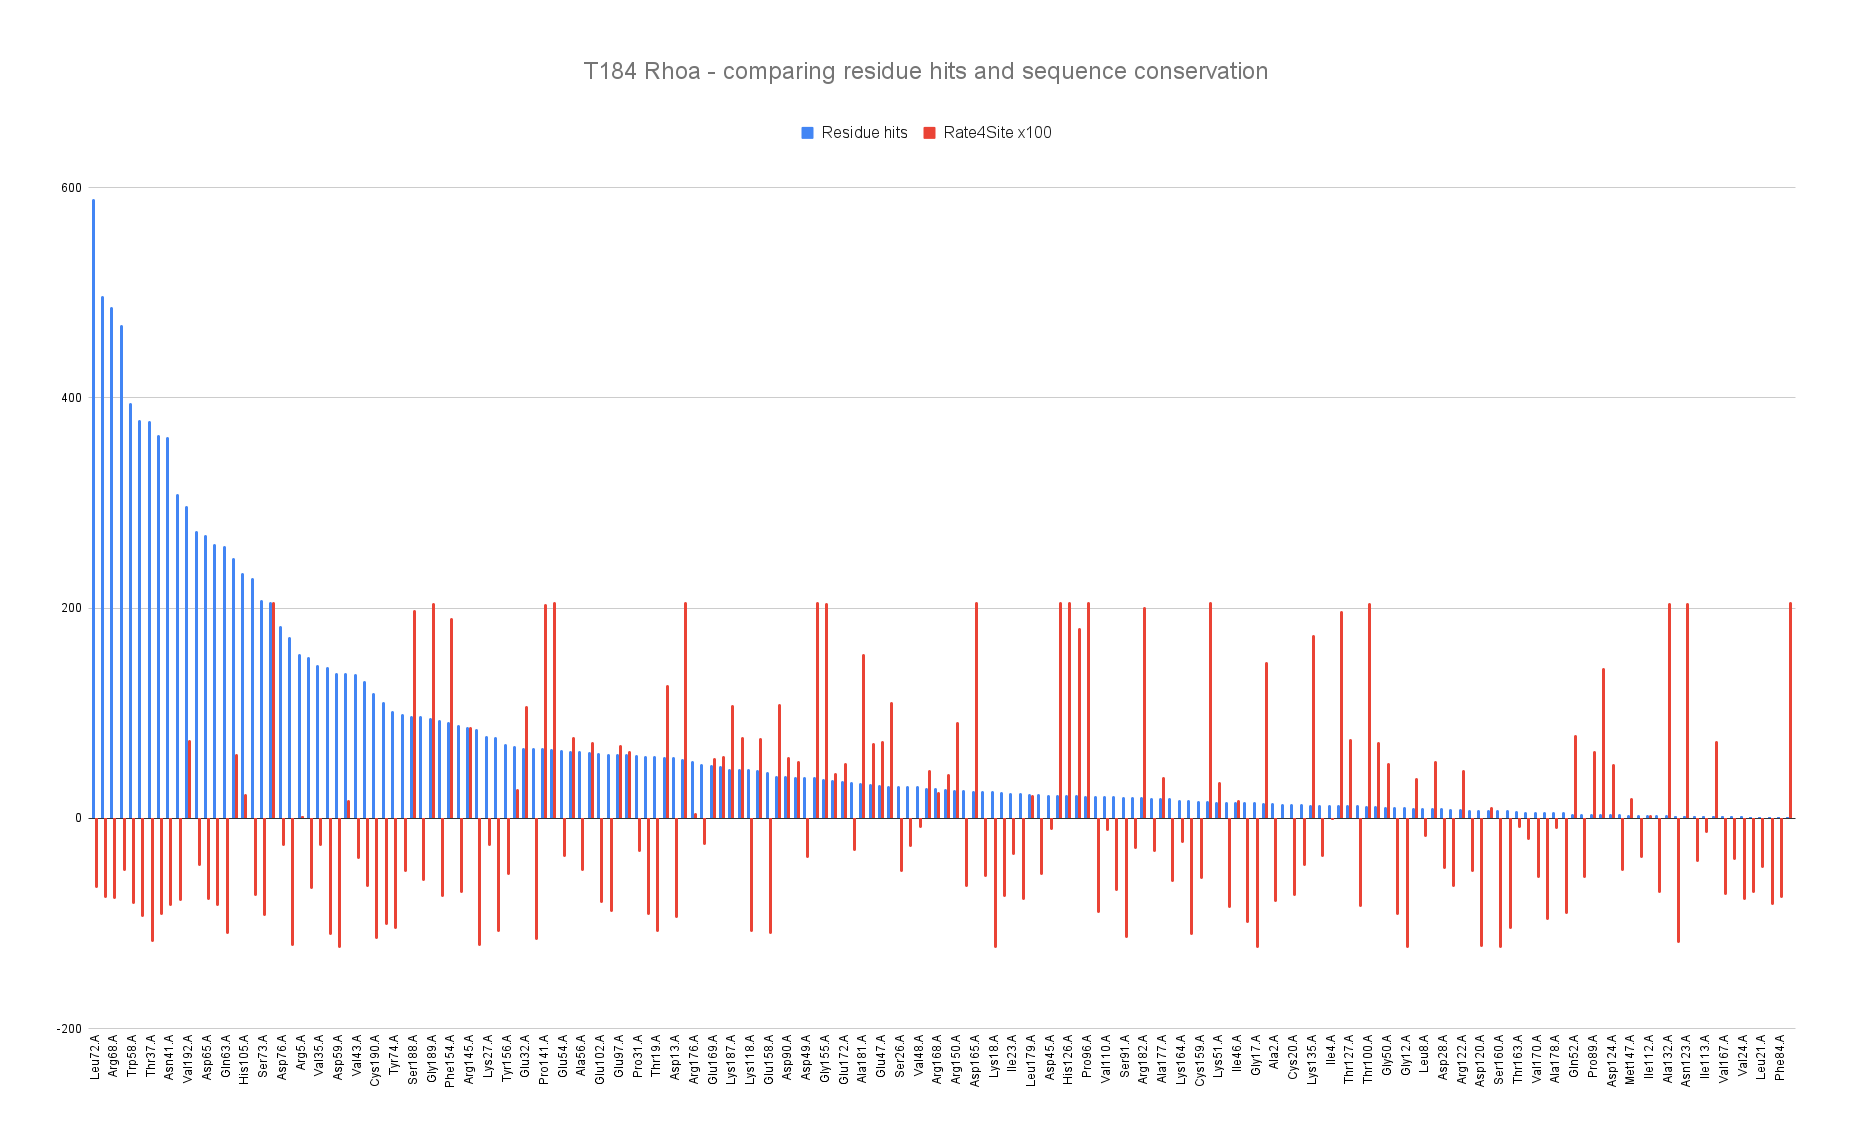 T184 Rhoa - comparing residue hits and sequence conservation
Residue hits
Rate4Site x100
600
400
200
0
-200
Leu72.A
Arg68.A
Trp58.A
Thr37.A
Asn41.A
Val192.A
Asp65.A
Gln63.A
His105.A
Ser73.A
Asp76.A
Arg5.A
Val35.A
Asp59.A
Val43.A
Cys190.A
Tyr74.A
Ser188.A
Gly189.A
Phe154.A
Arg145.A
Lys27.A
Tyr156.A
Glu32.A
Pro141.A
Glu54.A
Ala56.A
Glu102.A
Glu97.A
Pro31.A
Thr19.A
Asp13.A
Arg176.A
Glu169.A
Lys187.A
Lys118.A
Glu158.A
Asp90.A
Asp49.A
Gly155.A
Glu172.A
Ala181.A
Glu47.A
Ser26.A
Val48.A
Arg168.A
Arg150.A
Asp165.A
Lys18.A
Ile23.A
Leu179.A
Asp45.A
His126.A
Pro96.A
Val110.A
Ser91.A
Arg182.A
Ala177.A
Lys164.A
Cys159.A
Lys51.A
Ile46.A
Gly17.A
Ala2.A
Cys20.A
Lys135.A
Ile4.A
Thr127.A
Thr100.A
Gly50.A
Gly12.A
Leu8.A
Asp28.A
Arg122.A
Asp120.A
Ser160.A
Thr163.A
Val170.A
Ala178.A
Gln52.A
Pro89.A
Asp124.A
Met147.A
Ile112.A
Ala132.A
Asn123.A
Ile113.A
Val167.A
Val24.A
Leu21.A
Phe84.A